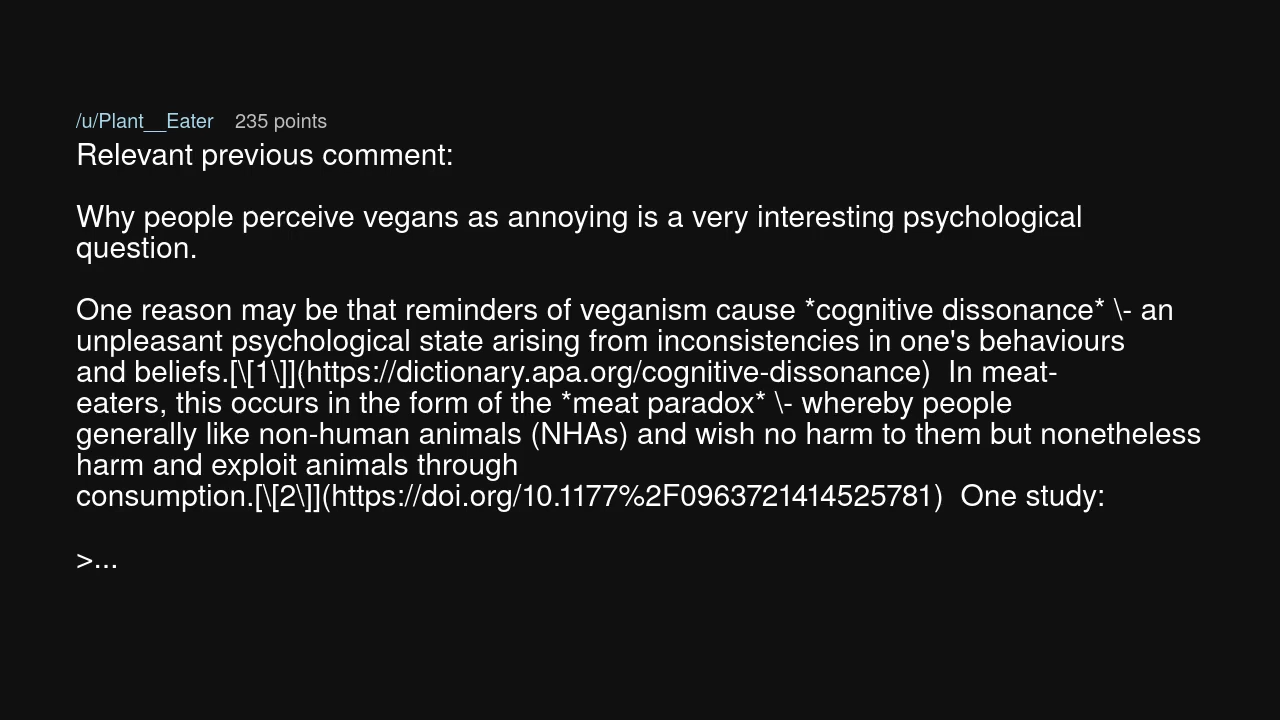 /u/Plant__Eater 235 points
Relevant previous comment:
Why people perceive vegans as annoying is a very interesting psychological
question.
One reason may be that reminders of veganism cause *cognitive dissonance* \- an
unpleasant psychological state arising from inconsistencies in one's behaviours
and beliefs.[\[1\]](https://dictionary.apa.org/cognitive-dissonance)  In meat-
eaters, this occurs in the form of the *meat paradox* \- whereby people
generally like non-human animals (NHAs) and wish no harm to them but nonetheless
harm and exploit animals through
consumption.[\[2\]](https://doi.org/10.1177%2F0963721414525781)  One study:
>...